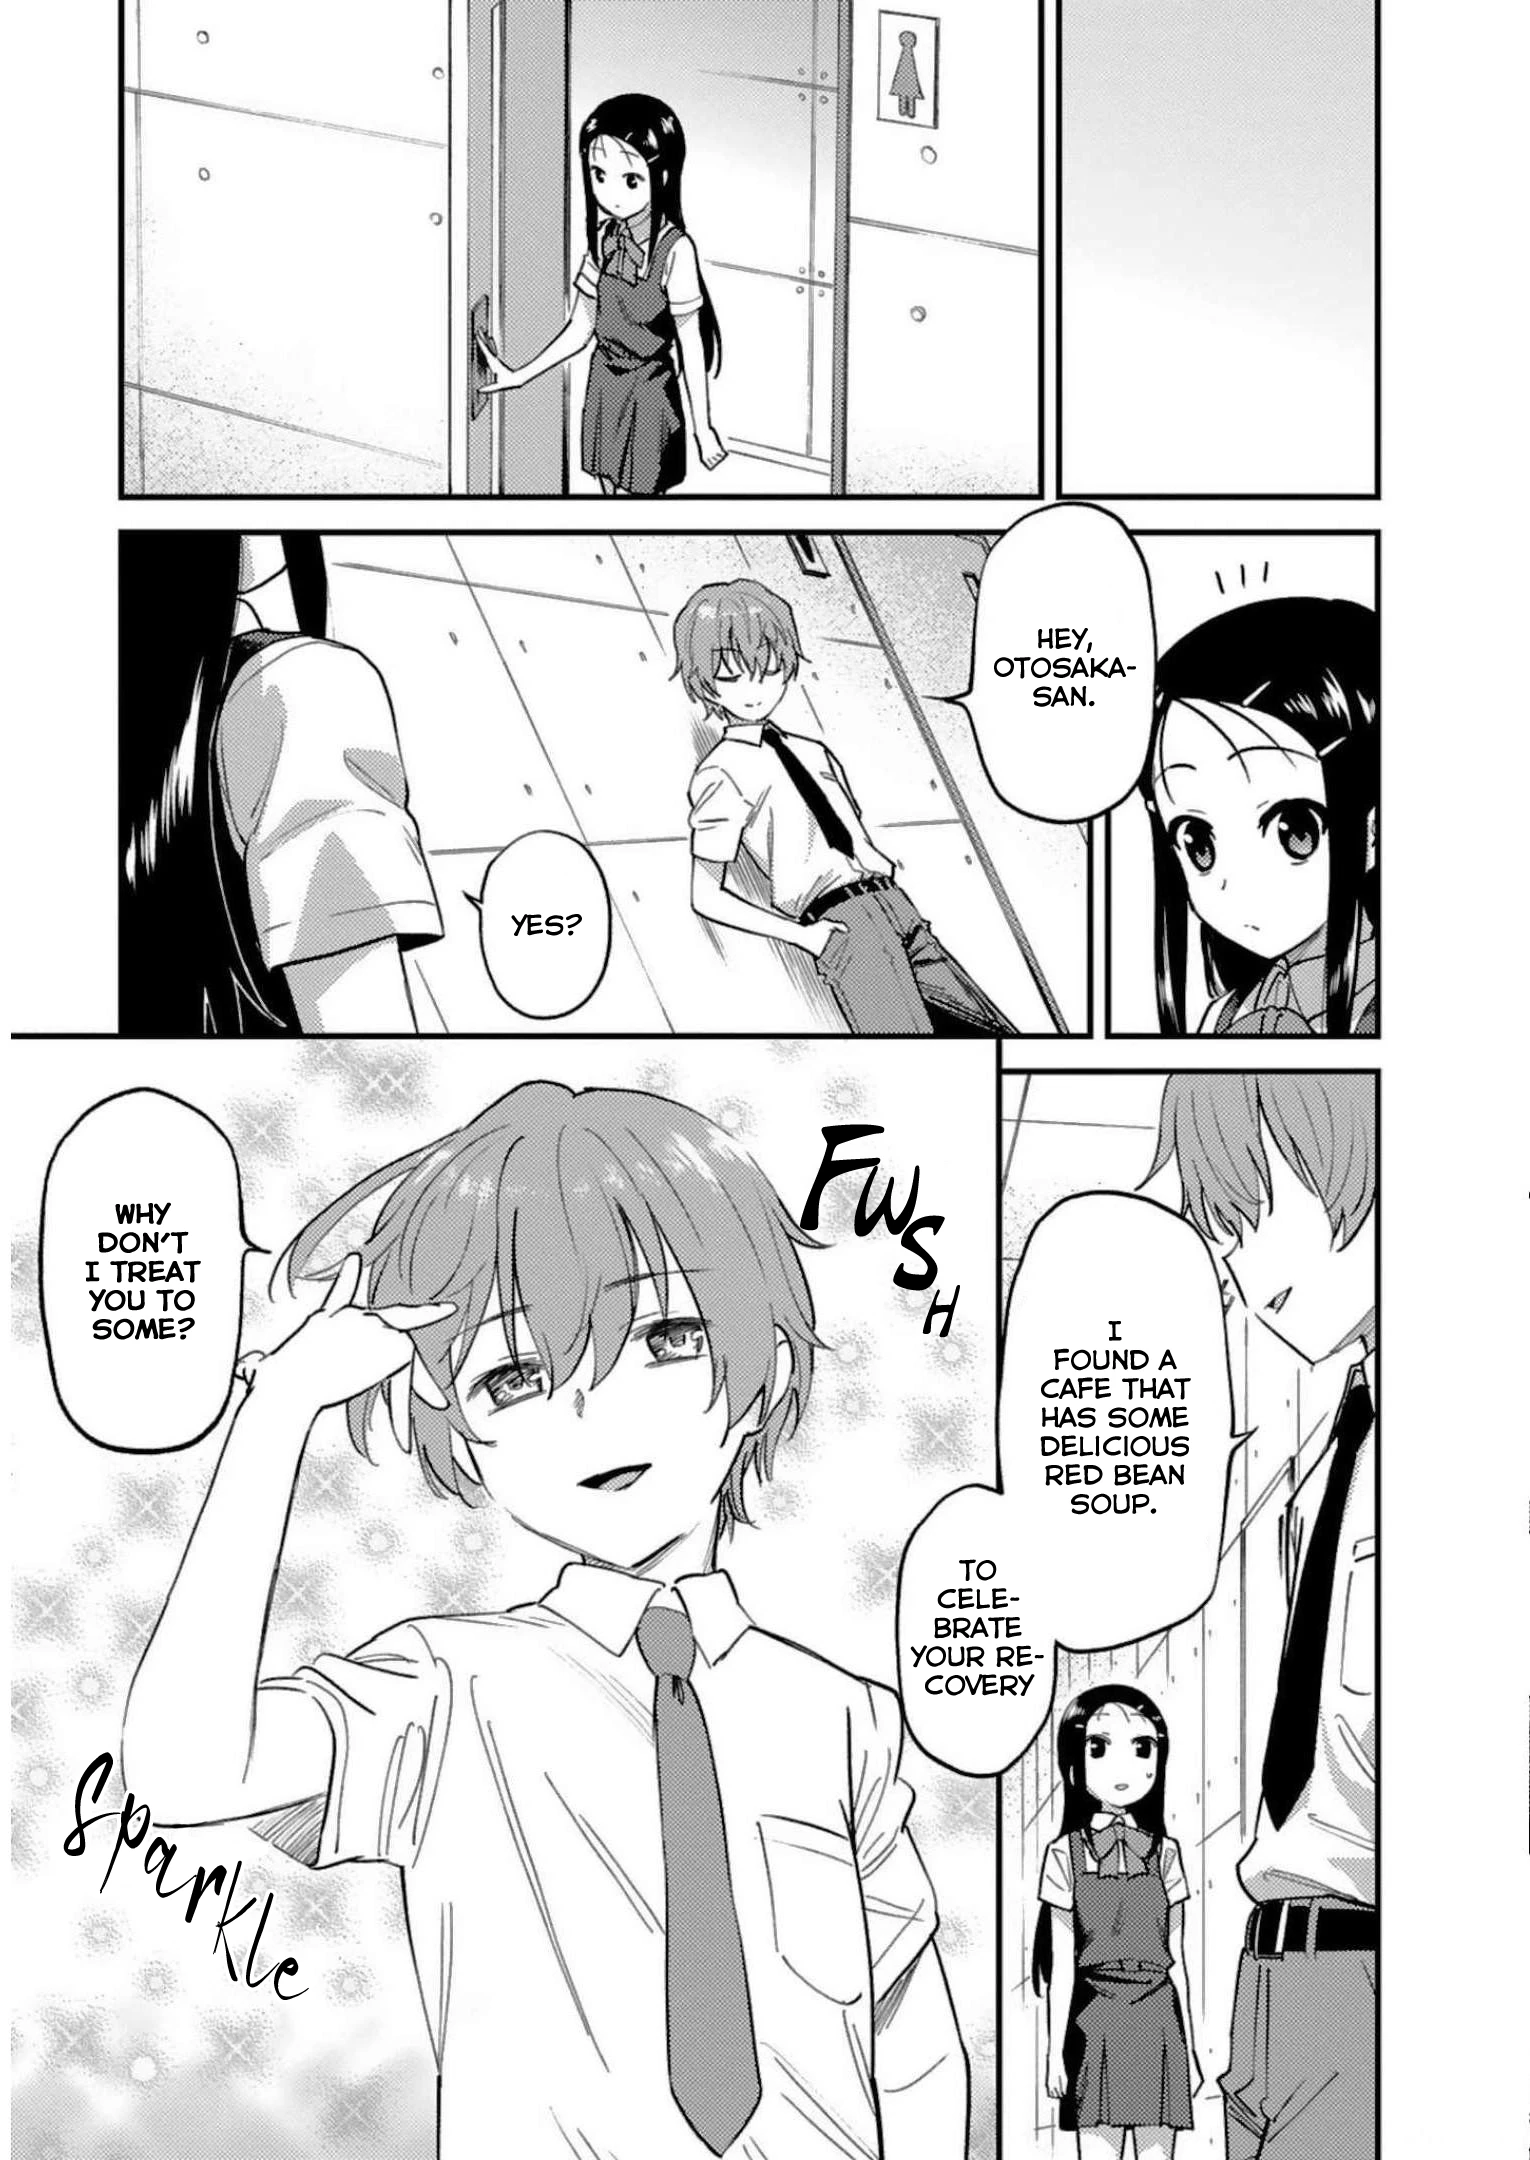 HEY,
OTOSAKA-
SAN.
YES?
I
FOUND A
CAFE THAT
HAS SOME
DELICIOUS
RED BEAN
SOUP.
TO
CELE-
BRATE
YOUR RE-
COVERY
FWSH
WHY
DON'T
I TREAT
YOU TO
SOME?
Sparkle